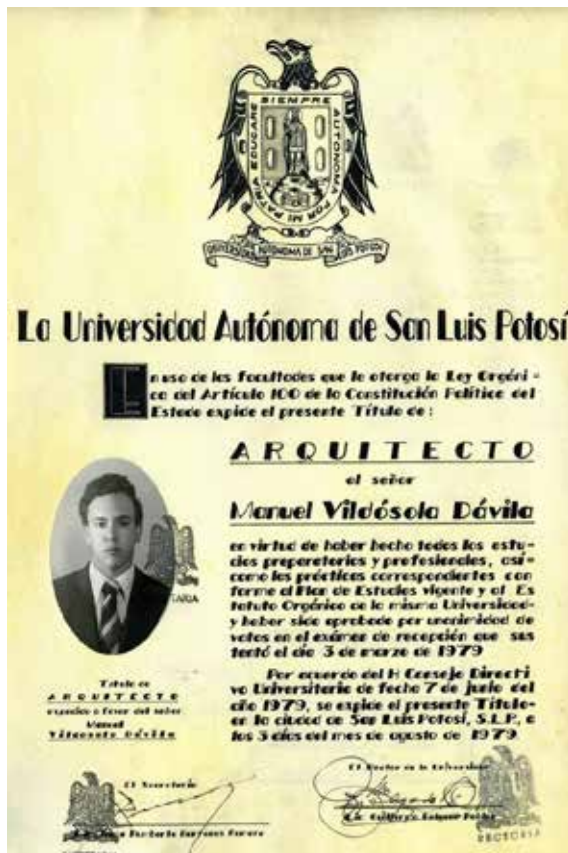 SIEMPRE AUTONOMA POR MI PATRIA EDUCARE
UNIVERSIDAD AUTONOMA DE SAN LUIS POTOSI
La Universidad Autónoma de San Luis Potosí
En uso de las facultades que le otorga la Ley Orgáni-
ca del Artículo 100 de la Constitución Política del
Estado expide el presente Título de:
ARQUITECTO
al señor
Manuel Vildósola Dávila
en virtud de haber hecho todos los estu-
dios preparatorios y profesionales, así-
como las prácticas correspondientes con
forme al Plan de Estudios vigente y al Es
tatuto Orgánico de la misma Universidad-
y haber sido aprobado por unanimidad de
votos en el exámen de recepción que sus
tentó el día 3 de marzo de 1979
Por acuerdo del H Consejo Directi
vo Universitario de fecha 7 de junio del
año 1979, se expide el presente Título-
en la ciudad de San Luis Potosí, S.L.P., a
los 3 días del mes de agosto de 1979
Título de
ARQUITECTO
expedido a favor del señor
Manuel
Vildósola Dávila
El Secretario
El Rector de la Universidad
RECTORIA